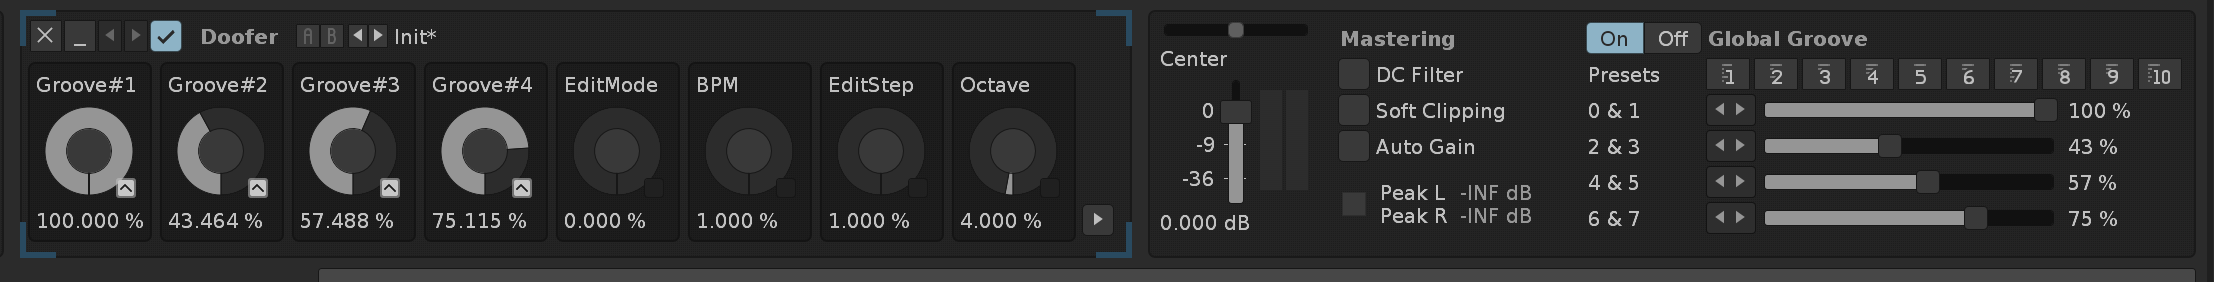 Doofer A B Init*
Groove#1 Groove#2 Groove#3 Groove#4 EditMode BPM EditStep Octave
100.000 % 43.464 % 57.488 % 75.115 % 0.000 % 1.000 % 1.000 % 4.000 %
Center
0
-9
-36
0.000 dB
Mastering
DC Filter
Soft Clipping
Auto Gain
Peak L -INF dB
Peak R -INF dB
On Off Global Groove
Presets 1 2 3 4 5 6 7 8 9 10
0 & 1 100 %
2 & 3 43 %
4 & 5 57 %
6 & 7 75 %